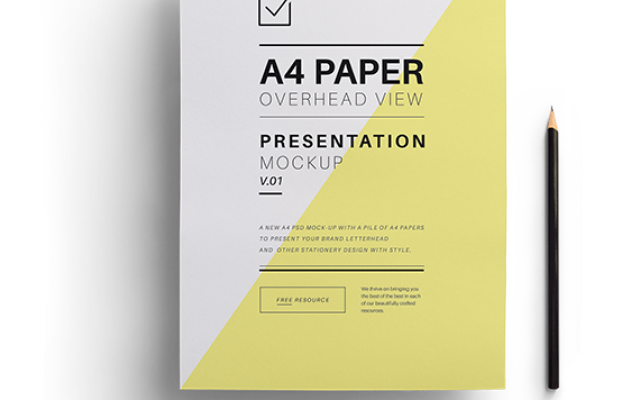 A4 PAPER
OVERHEAD VIEW
PRESENTATION
MOCKUP
V.01
A NEW A4 PSD MOCK-UP WITH A PILE OF A4 PAPERS
TO PRESENT YOUR BRAND LETTERHEAD
AND OTHER STATIONERY DESIGN WITH STYLE.
FREE RESOURCE
We thrive on bringing you
the best of the best in each
of our beautifully crafted
resources.